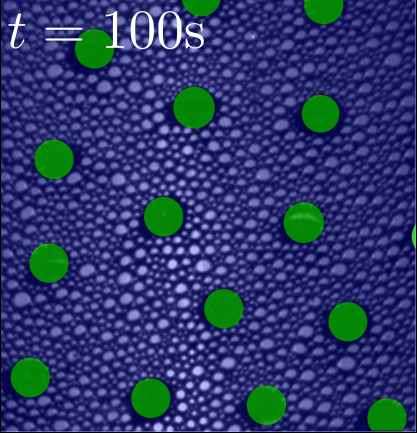 t = 100s